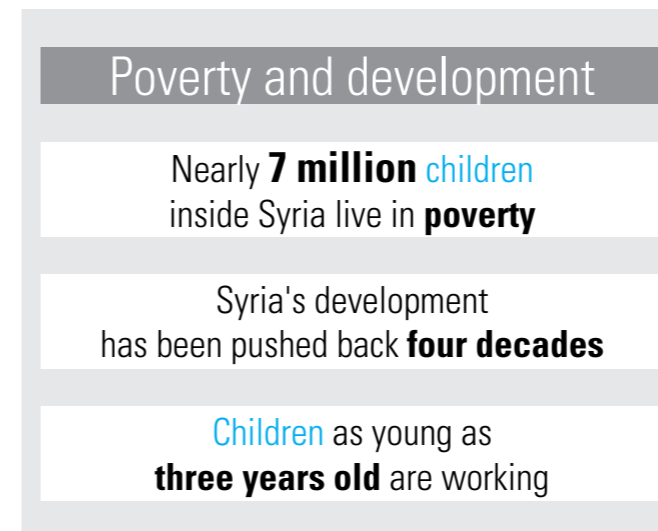 Poverty and development
Nearly 7 million children
inside Syria live in poverty
Syria's development
has been pushed back four decades
Children as young as
three years old are working